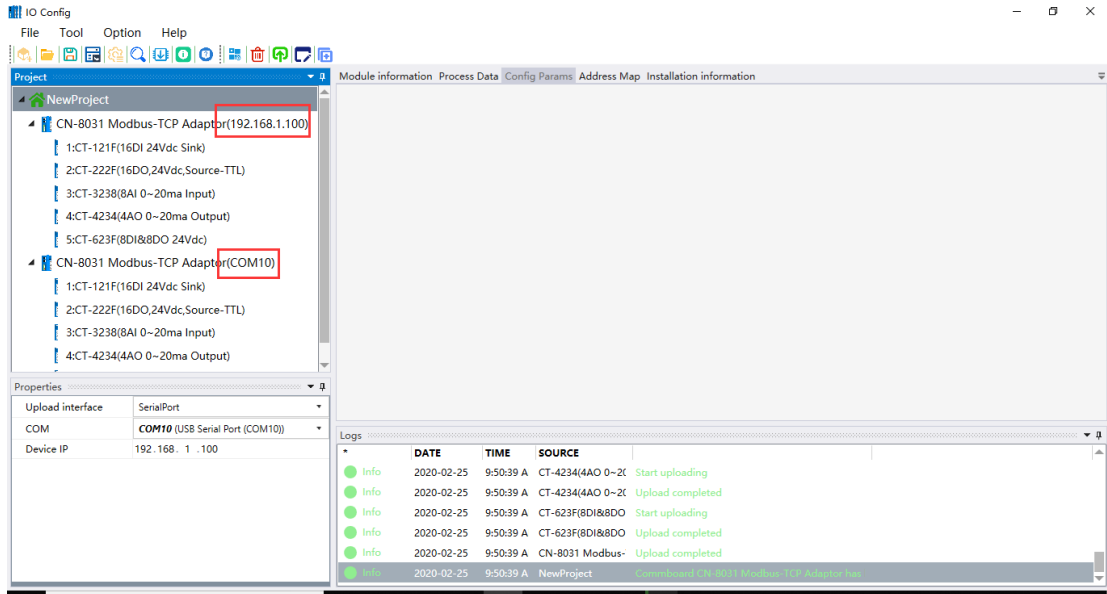 IO Config
File Tool Option Help
Project
NewProject
CN-8031 Modbus-TCP Adaptor(192.168.1.100)
1:CT-121F(16DI 24Vdc Sink)
2:CT-222F(16DO,24Vdc,Source-TTL)
3:CT-3238(8AI 0~20ma Input)
4:CT-4234(4AO 0~20ma Output)
5:CT-623F(8DI&8DO 24Vdc)
CN-8031 Modbus-TCP Adaptor(COM10)
1:CT-121F(16DI 24Vdc Sink)
2:CT-222F(16DO,24Vdc,Source-TTL)
3:CT-3238(8AI 0~20ma Input)
4:CT-4234(4AO 0~20ma Output)
Properties
Upload interface SerialPort
COM COM10 (USB Serial Port (COM10))
Device IP 192.168. 1 .100
Module information Process Data Config Params Address Map Installation information
Logs
* DATE TIME SOURCE
Info 2020-02-25 9:50:39 A CT-4234(4AO 0~20 Start uploading
Info 2020-02-25 9:50:39 A CT-4234(4AO 0~20 Upload completed
Info 2020-02-25 9:50:39 A CT-623F(8DI&8DO Start uploading
Info 2020-02-25 9:50:39 A CT-623F(8DI&8DO Upload completed
Info 2020-02-25 9:50:39 A CN-8031 Modbus- Upload completed
Info 2020-02-25 9:50:39 A NewProject Commboard CN-8031 Modbus-TCP Adaptor has